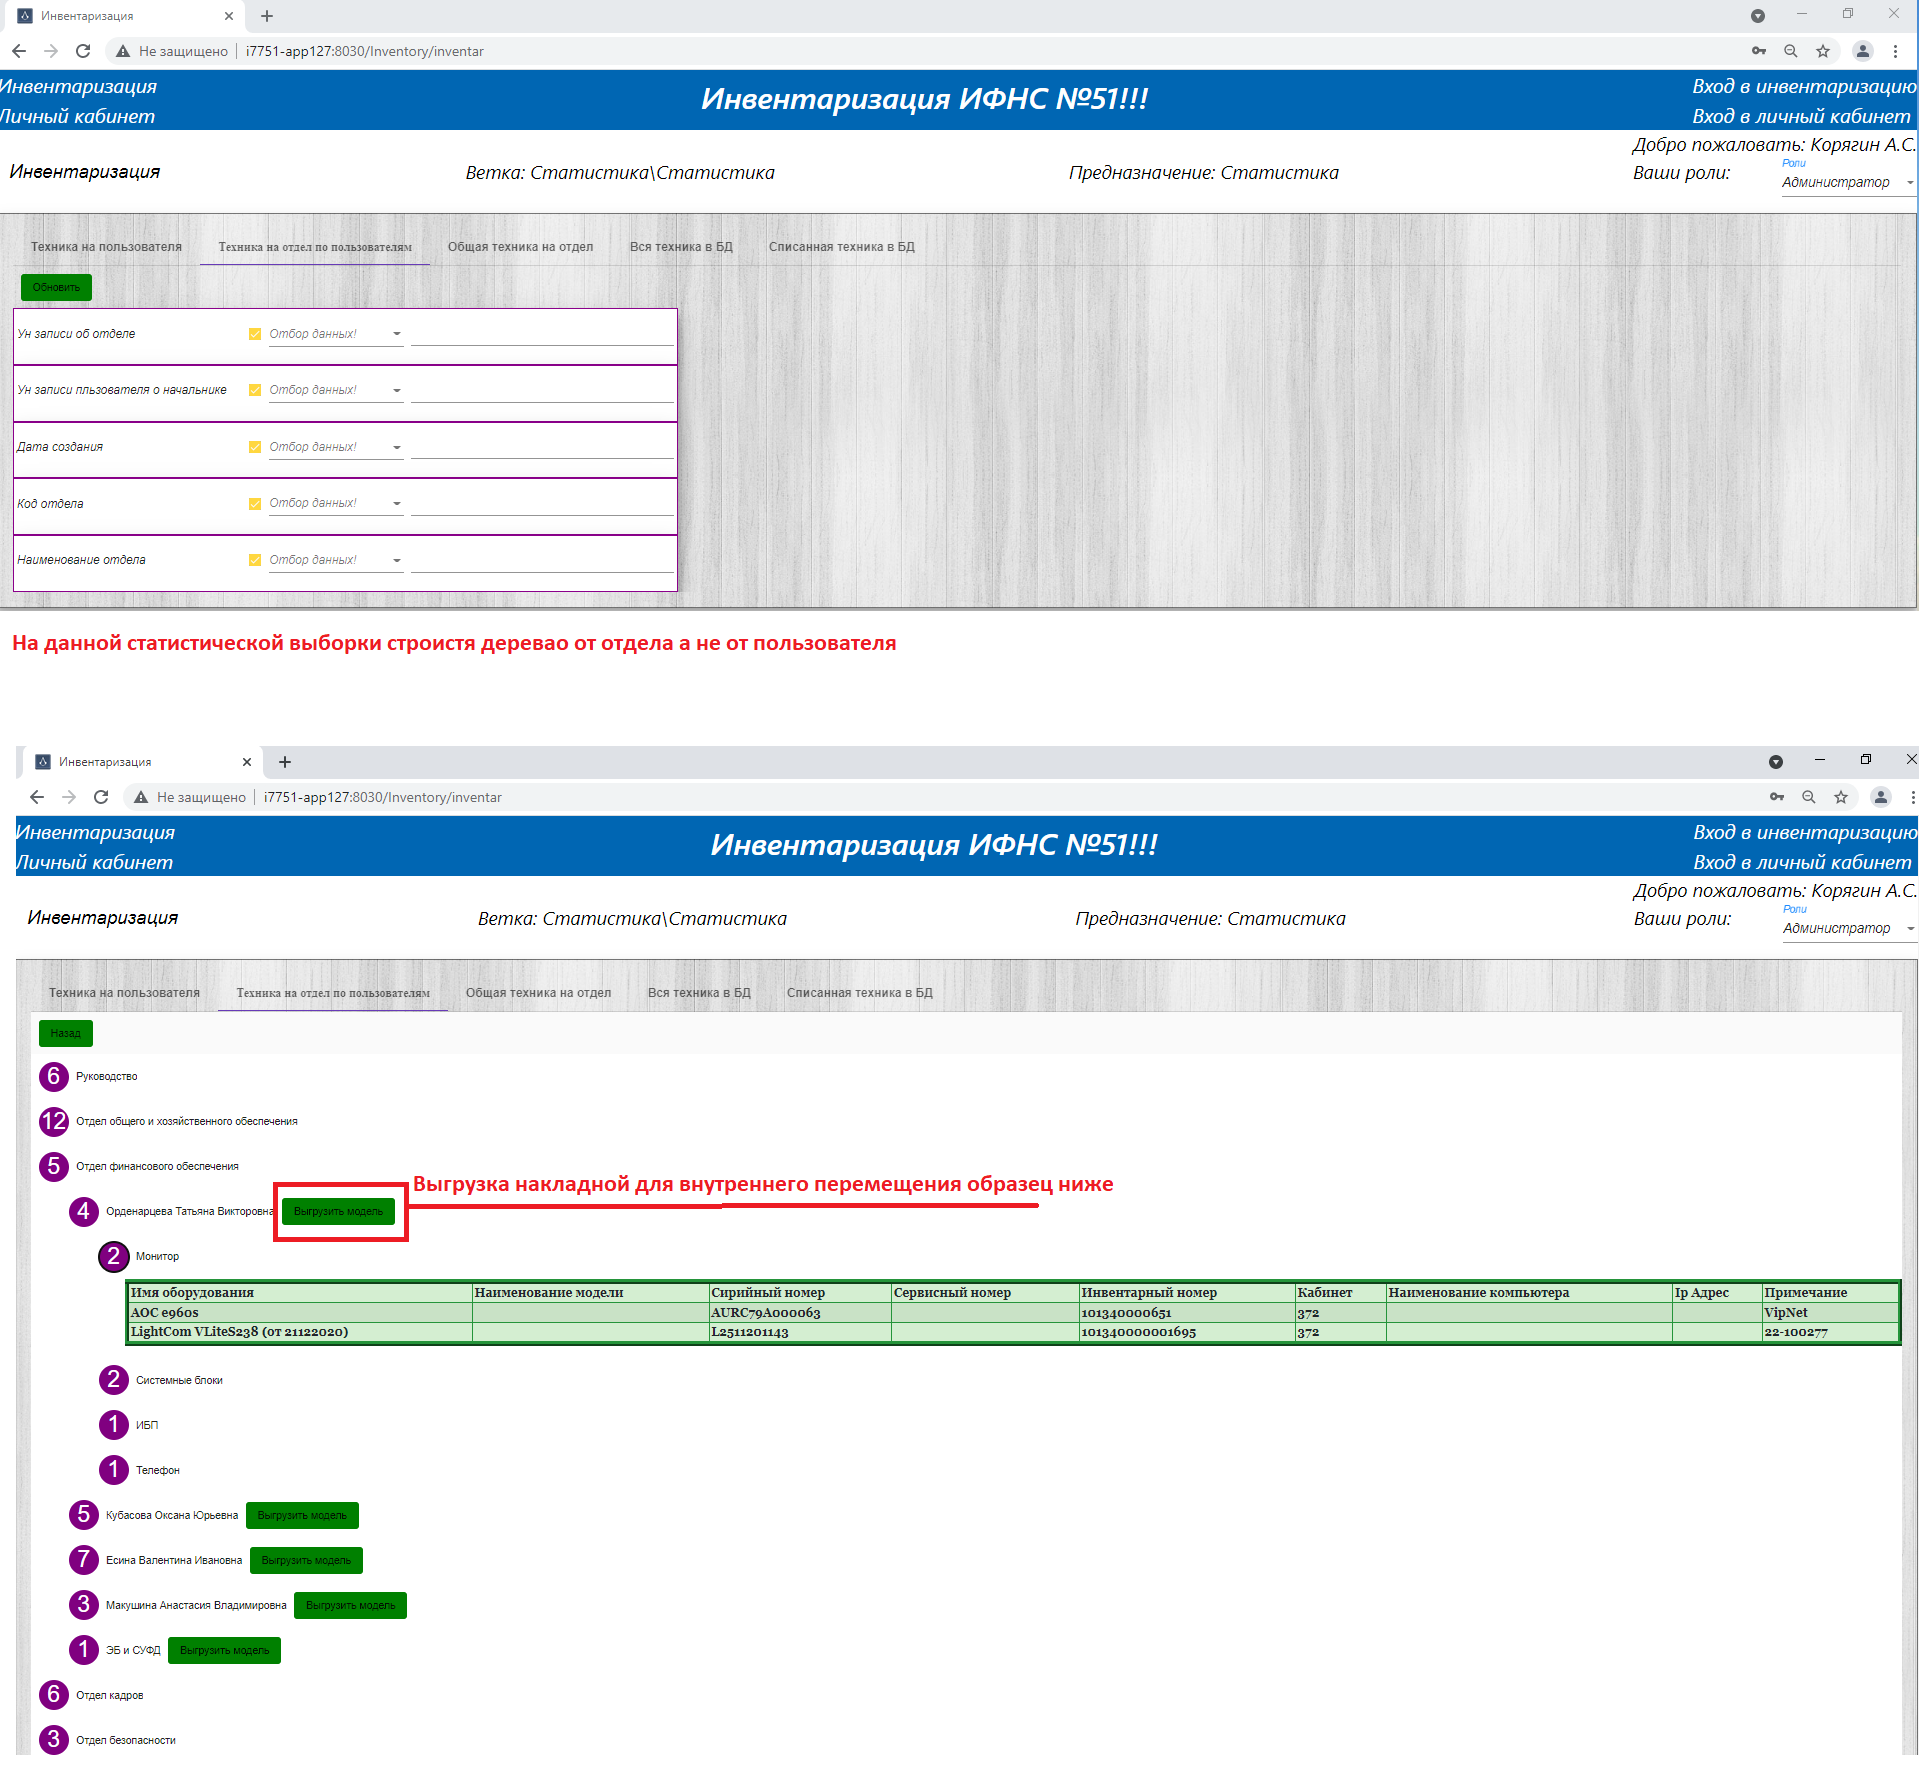 Инвентаризация
Не защищено i7751-app127:8030/Inventory/inventar
Инвентаризация
Личный кабинет
Инвентаризация ИФНС №51!!!
Вход в инвентаризацию
Вход в личный кабинет
Добро пожаловать: Корягин А.С.
Инвентаризация Ветка: Статистика\Статистика Предназначение: Статистика Ваши роли:
Роли
Администратор
Техника на пользователя Техника на отдел по пользователям Общая техника на отдел Вся техника в БД Списанная техника в БД
Обновить
Ун записи об отделе Отбор данных!
Ун записи пльзователя о начальнике Отбор данных!
Дата создания Отбор данных!
Код отдела Отбор данных!
Наименование отдела Отбор данных!
На данной статистической выборки строистя деревао от отдела а не от пользователя
Инвентаризация
Не защищено i7751-app127:8030/Inventory/inventar
Инвентаризация
Личный кабинет
Инвентаризация ИФНС №51!!!
Вход в инвентаризацию
Вход в личный кабинет
Добро пожаловать: Корягин А.С.
Инвентаризация Ветка: Статистика\Статистика Предназначение: Статистика Ваши роли:
Роли
Администратор
Техника на пользователя Техника на отдел по пользователям Общая техника на отдел Вся техника в БД Списанная техника в БД
Назад
6 Руководство
12 Отдел общего и хозяйственного обеспечения
5 Отдел финансового обеспечения
Выгрузка накладной для внутреннего перемещения образец ниже
4 Орденарцева Татьяна Викторовна Выгрузить модель
2 Монитор
Имя оборудования Наименование модели Сирийный номер Сервисный номер Инвентарный номер Кабинет Наименование компьютера Ip Адрес Примечание
AOC e960s AURC79A000063 101340000651 372 VipNet
LightCom VLiteS238 (от 21122020) L2511201143 101340000001695 372 22-100277
2 Системные блоки
1 ИБП
1 Телефон
5 Кубасова Оксана Юрьевна Выгрузить модель
7 Есина Валентина Ивановна Выгрузить модель
3 Макушина Анастасия Владимировна Выгрузить модель
1 ЭБ и СУФД Выгрузить модель
6 Отдел кадров
3 Отдел безопасности